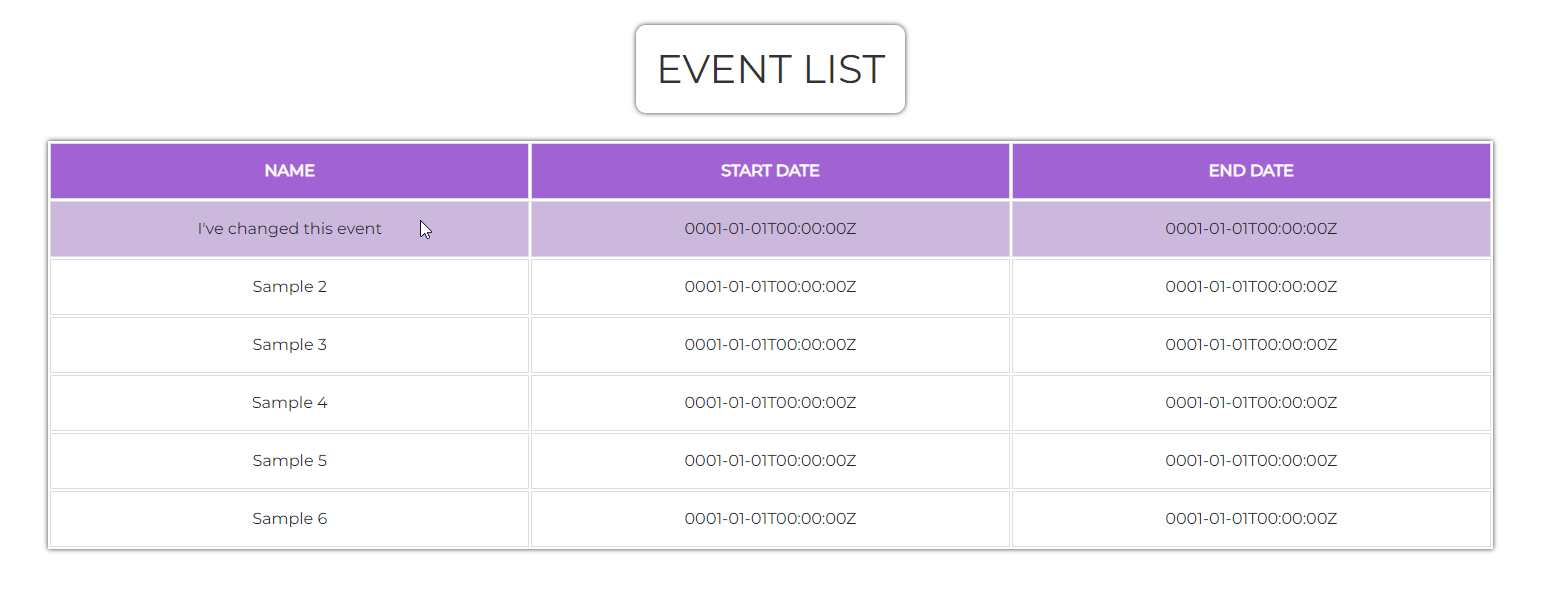 EVENT LIST
NAME START DATE END DATE
I've changed this event 0001-01-01T00:00:00Z 0001-01-01T00:00:00Z
Sample 2 0001-01-01T00:00:00Z 0001-01-01T00:00:00Z
Sample 3 0001-01-01T00:00:00Z 0001-01-01T00:00:00Z
Sample 4 0001-01-01T00:00:00Z 0001-01-01T00:00:00Z
Sample 5 0001-01-01T00:00:00Z 0001-01-01T00:00:00Z
Sample 6 0001-01-01T00:00:00Z 0001-01-01T00:00:00Z